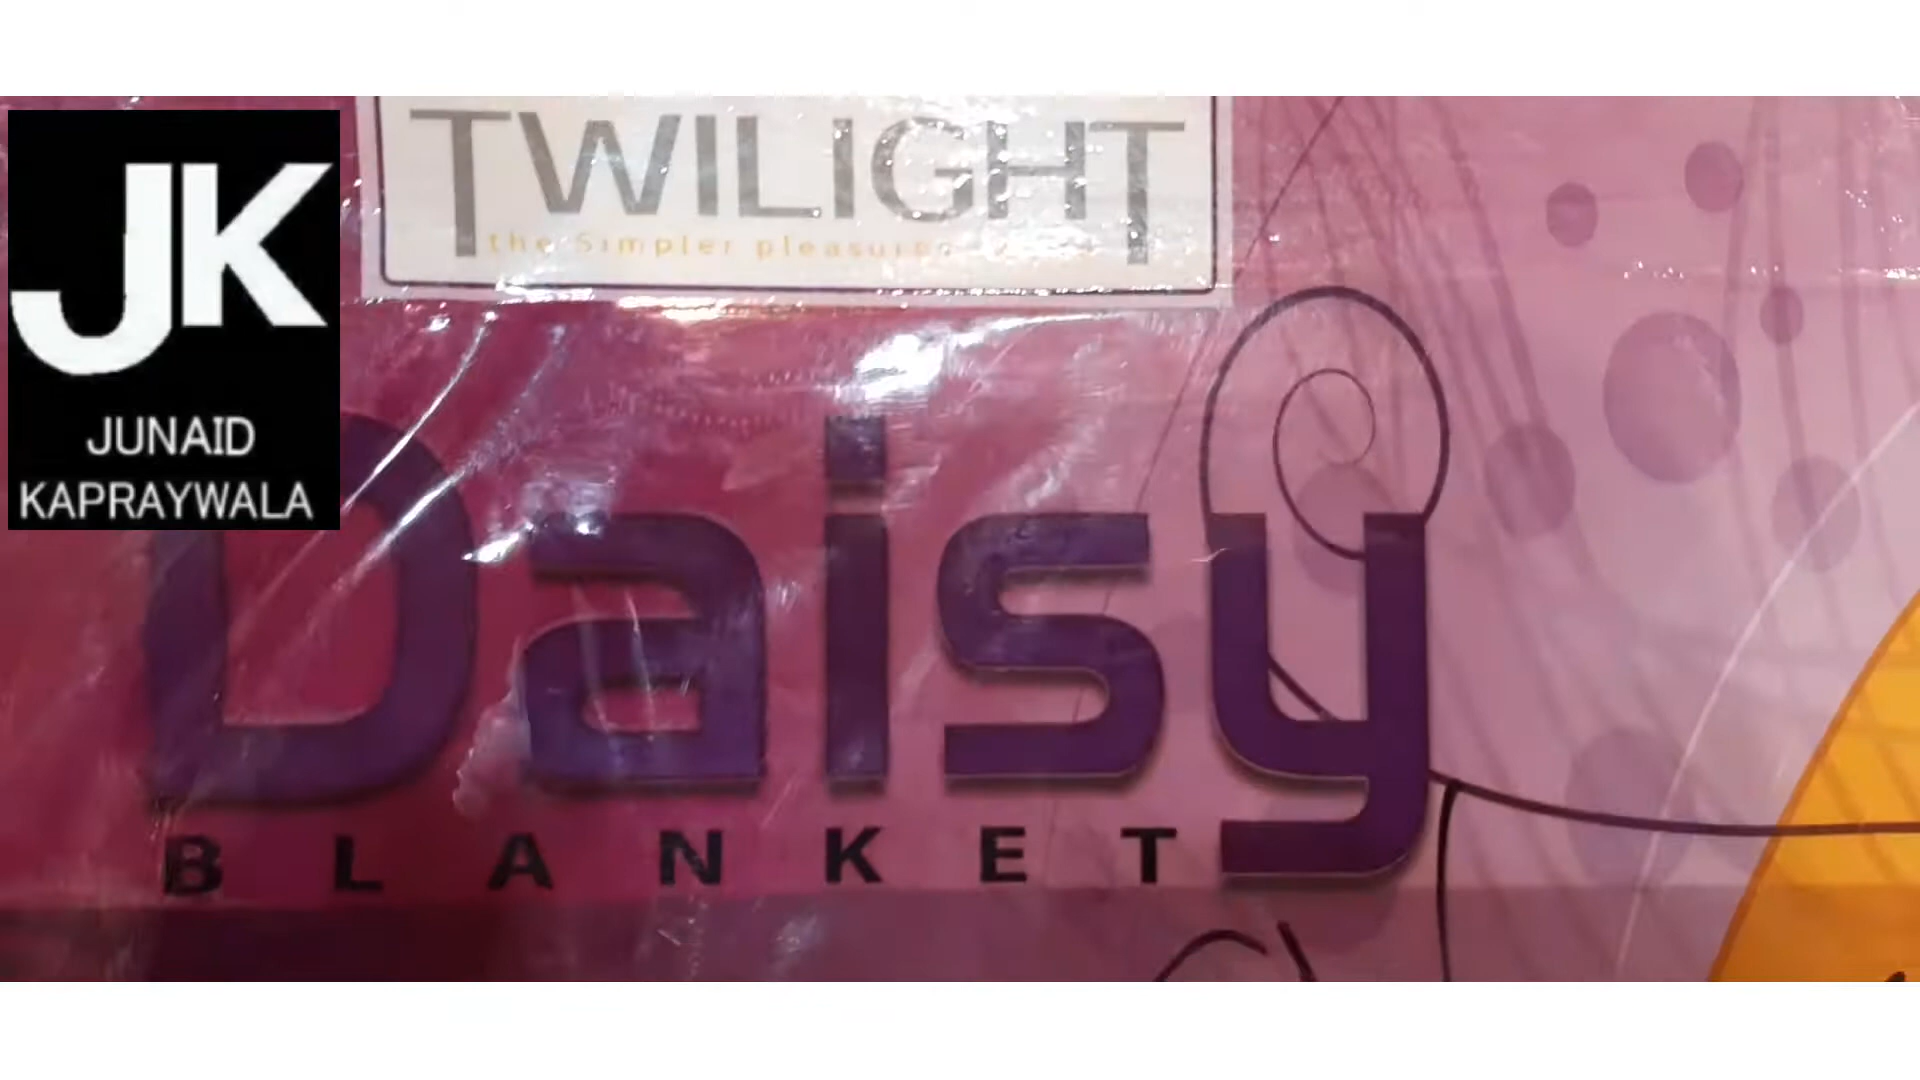 TWILIGHT
the Simpler pleasures
JK
JUNAID
KAPRAYWALA
Daisy
BLANKET